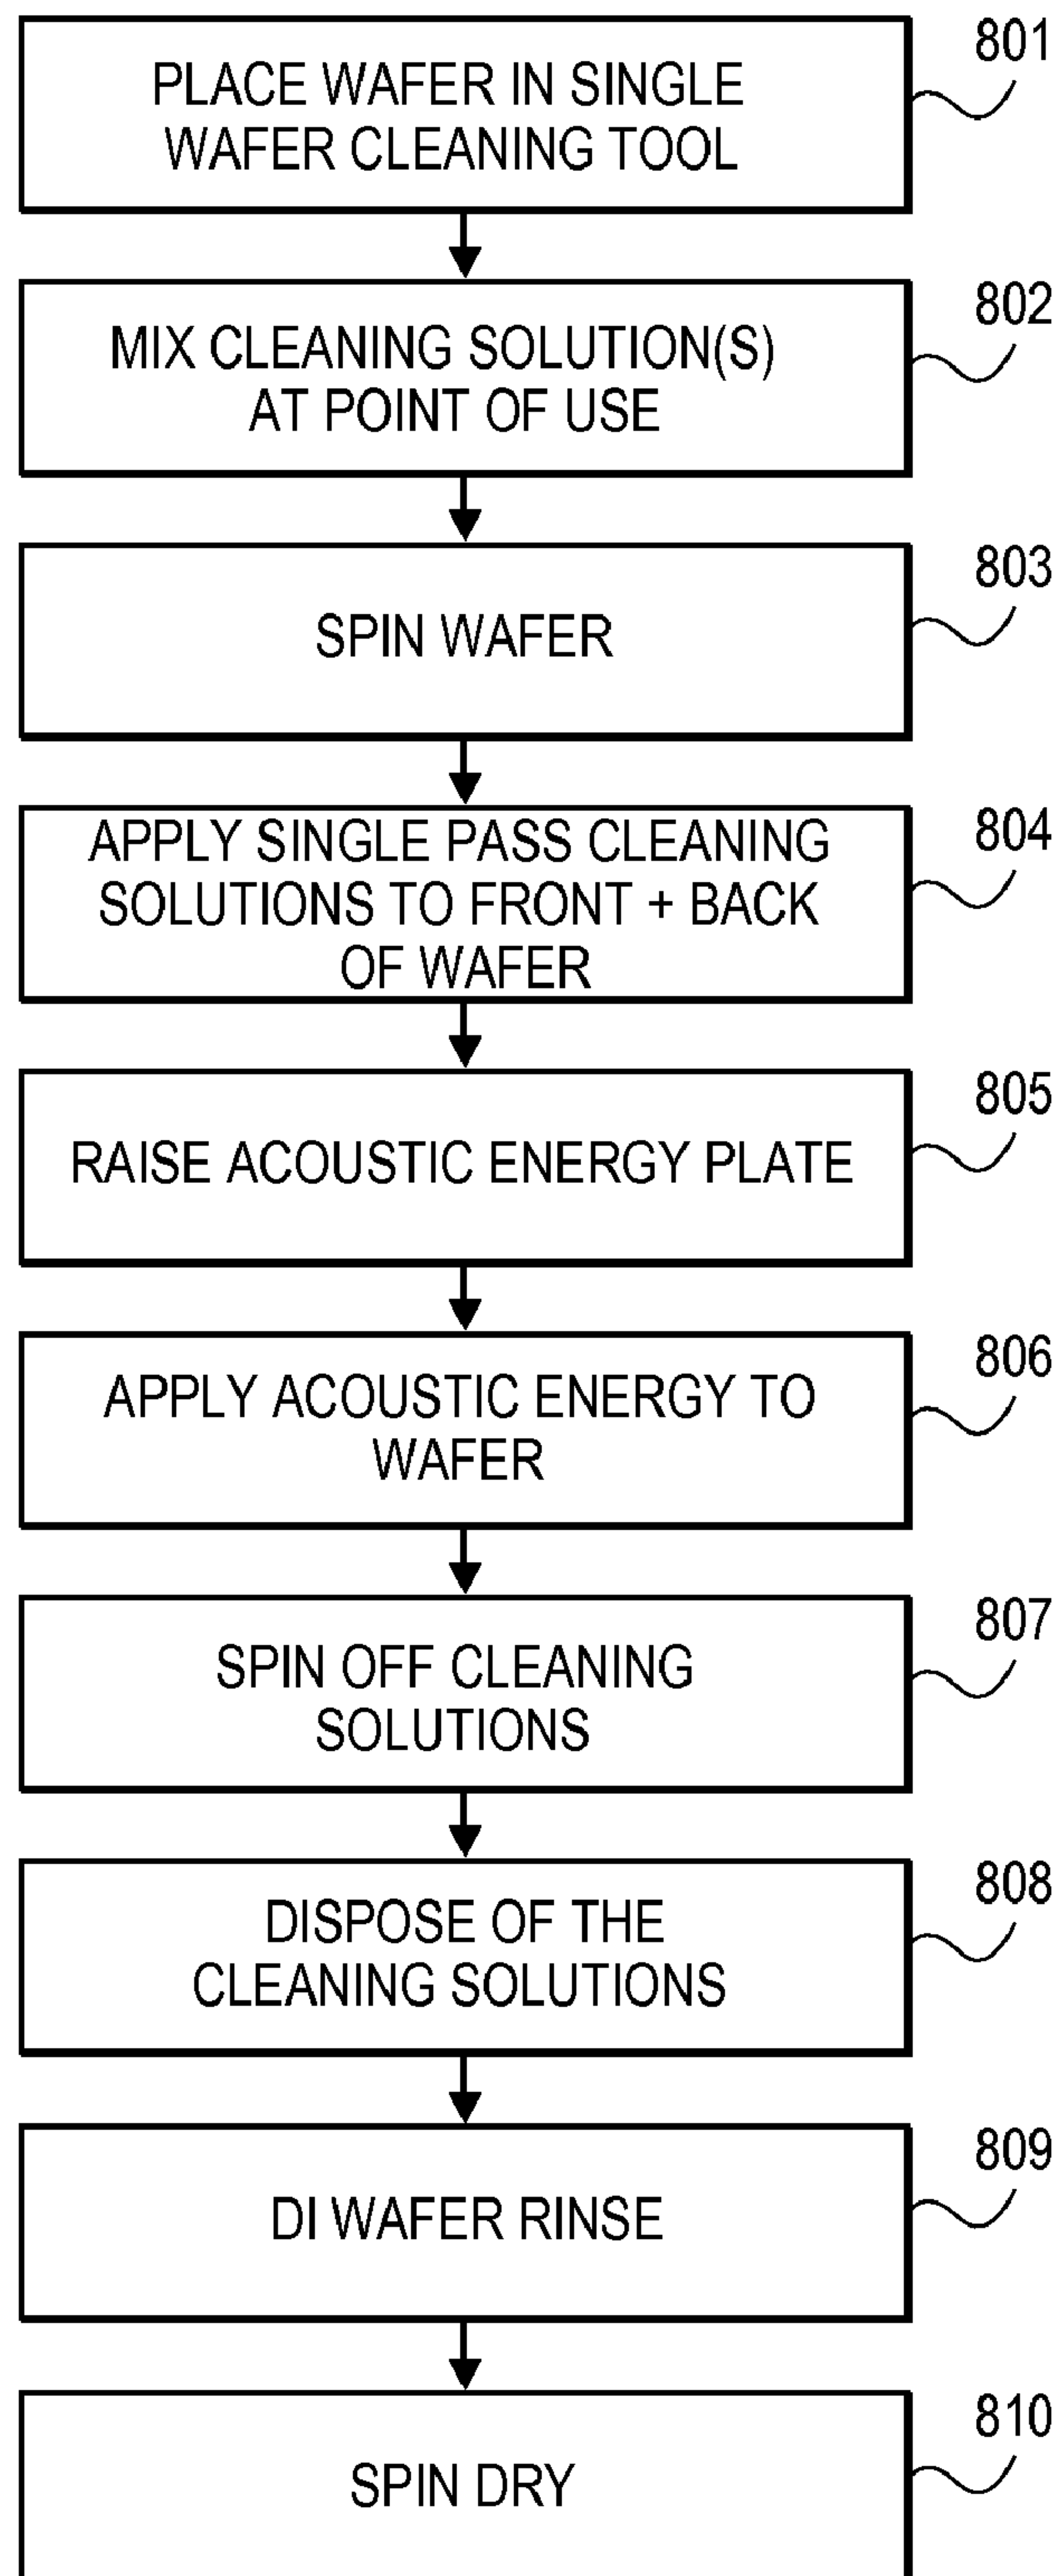 801
PLACE WAFER IN SINGLE
WAFER CLEANING TOOL
802
MIX CLEANING SOLUTION(S)
AT POINT OF USE
803
SPIN WAFER
804
APPLY SINGLE PASS CLEANING
SOLUTIONS TO FRONT + BACK
OF WAFER
805
RAISE ACOUSTIC ENERGY PLATE
806
APPLY ACOUSTIC ENERGY TO
WAFER
807
SPIN OFF CLEANING
SOLUTIONS
808
DISPOSE OF THE
CLEANING SOLUTIONS
809
DI WAFER RINSE
810
SPIN DRY